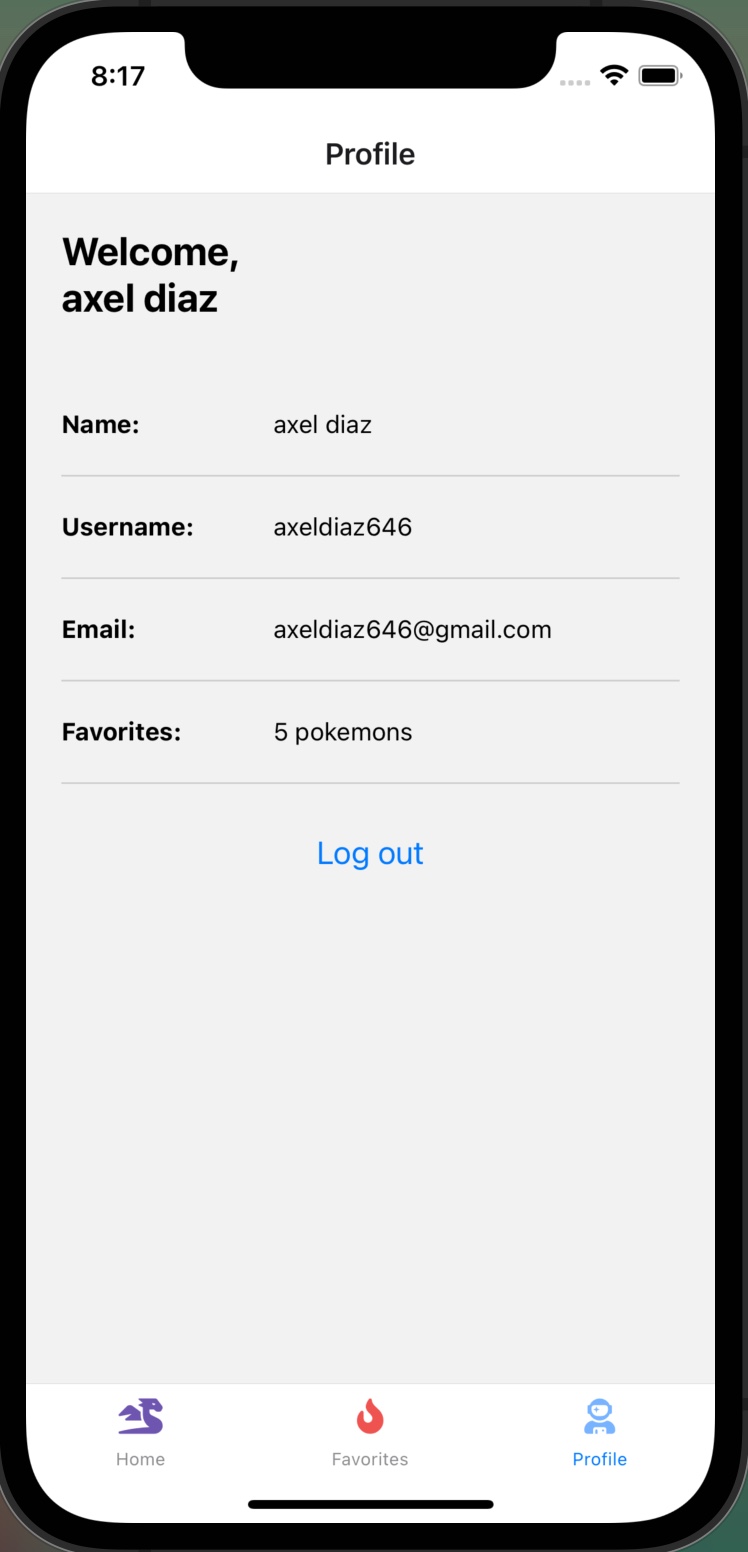 8:17
Profile
Welcome,
axel diaz
Name: axel diaz
Username: axeldiaz646
Email: axeldiaz646@gmail.com
Favorites: 5 pokemons
Log out
Home Favorites Profile